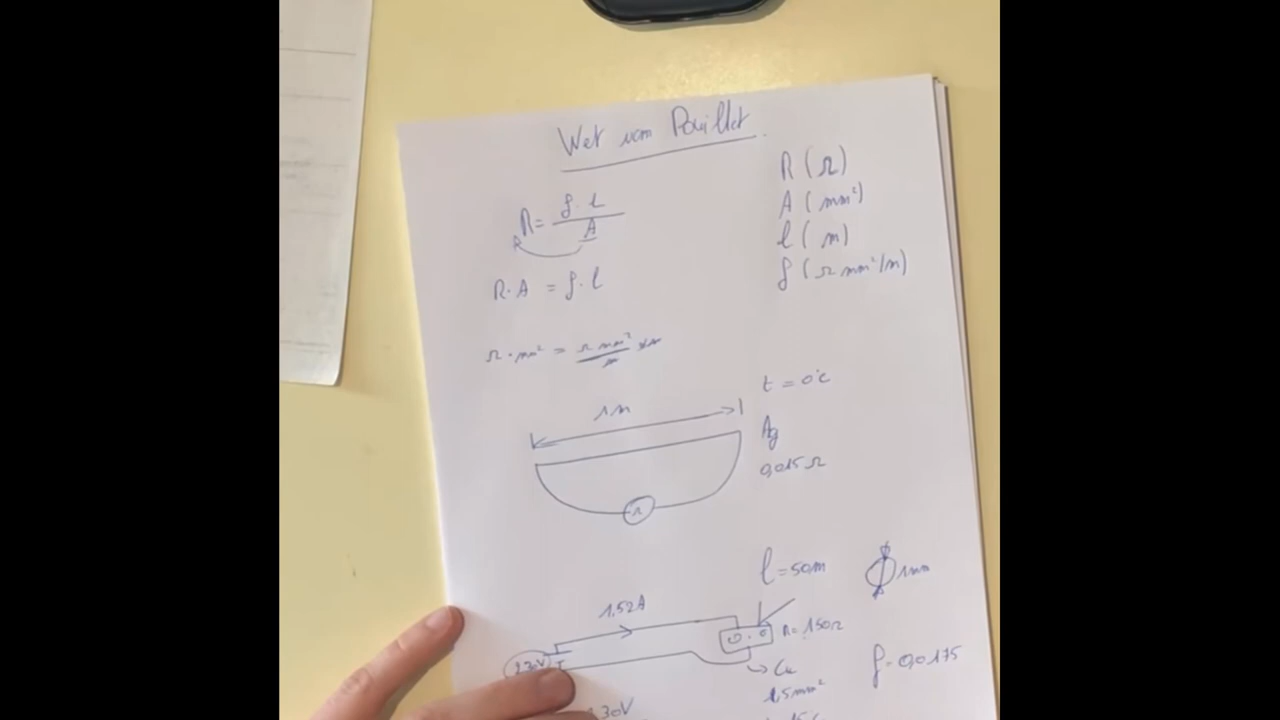 Wet van Pouillet
R = ρ·l / A
R·A = ρ·l
Ω·mm² = Ω mm² / m × m
R (Ω)
A (mm²)
l (m)
ρ (Ω mm²/m)
1m
t = 0°C
Ag
0,015 Ω
Ω
l = 50m
1mm
1,52A
R = 150Ω
230V
Cu
1,5mm²
ρ = 0,0175